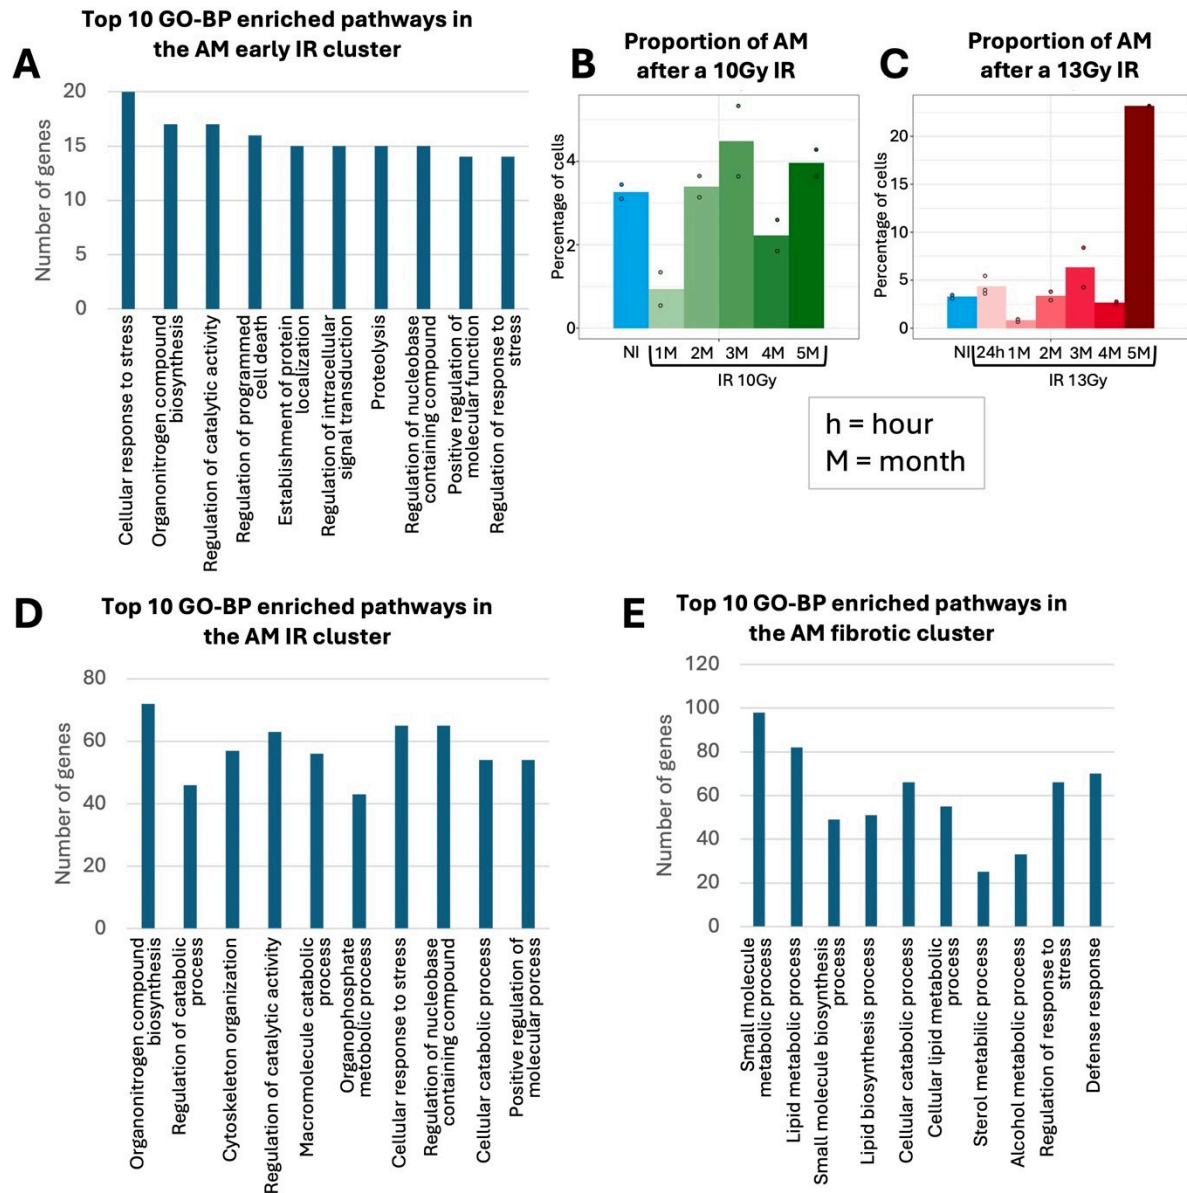 Top 10 GO-BP enriched pathways in
the AM early IR cluster
A
Number of genes
20
15
10
5
0
Cellular response to stress
Organonitrogen compound
biosynthesis
Regulation of catalytic activity
Regulation of programmed
cell death
Establishment of protein
localization
Regulation of intracellular
signal transduction
Proteolysis
Regulation of nucleobase
containing compound
Positive regulation of
molecular function
Regulation of response to
stress
B
Proportion of AM
after a 10Gy IR
Percentage of cells
4
2
0
NI 1M 2M 3M 4M 5M
IR 10Gy
C
Proportion of AM
after a 13Gy IR
Percentage of cells
20
15
10
5
0
NI 24h 1M 2M 3M 4M 5M
IR 13Gy
h = hour
M = month
D
Top 10 GO-BP enriched pathways in
the AM IR cluster
Number of genes
80
60
40
20
0
Organonitrogen compound
biosynthesis
Regulation of catabolic
process
Cytoskeleton organization
Regulation of catalytic activity
Macromolecule catabolic
process
Organophosphate
metobolic process
Cellular response to stress
Regulation of nucleobase
containing compound
Cellular catabolic process
Positive regulation of
molecular porcess
E
Top 10 GO-BP enriched pathways in
the AM fibrotic cluster
Number of genes
120
100
80
60
40
20
0
Small molecule
metabolic process
Lipid metabolic process
Small molecule biosynthesis
process
Lipid biosynthesis process
Cellular catabolic process
Cellular lipid metabolic
process
Sterol metabilic process
Alcohol metabolic process
Regulation of response to
stress
Defense response